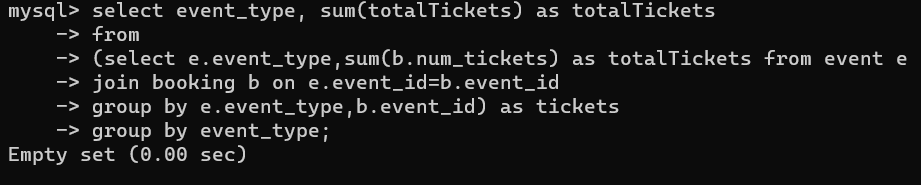 mysql> select event_type, sum(totalTickets) as totalTickets
    -> from
    -> (select e.event_type,sum(b.num_tickets) as totalTickets from event e
    -> join booking b on e.event_id=b.event_id
    -> group by e.event_type,b.event_id) as tickets
    -> group by event_type;
Empty set (0.00 sec)